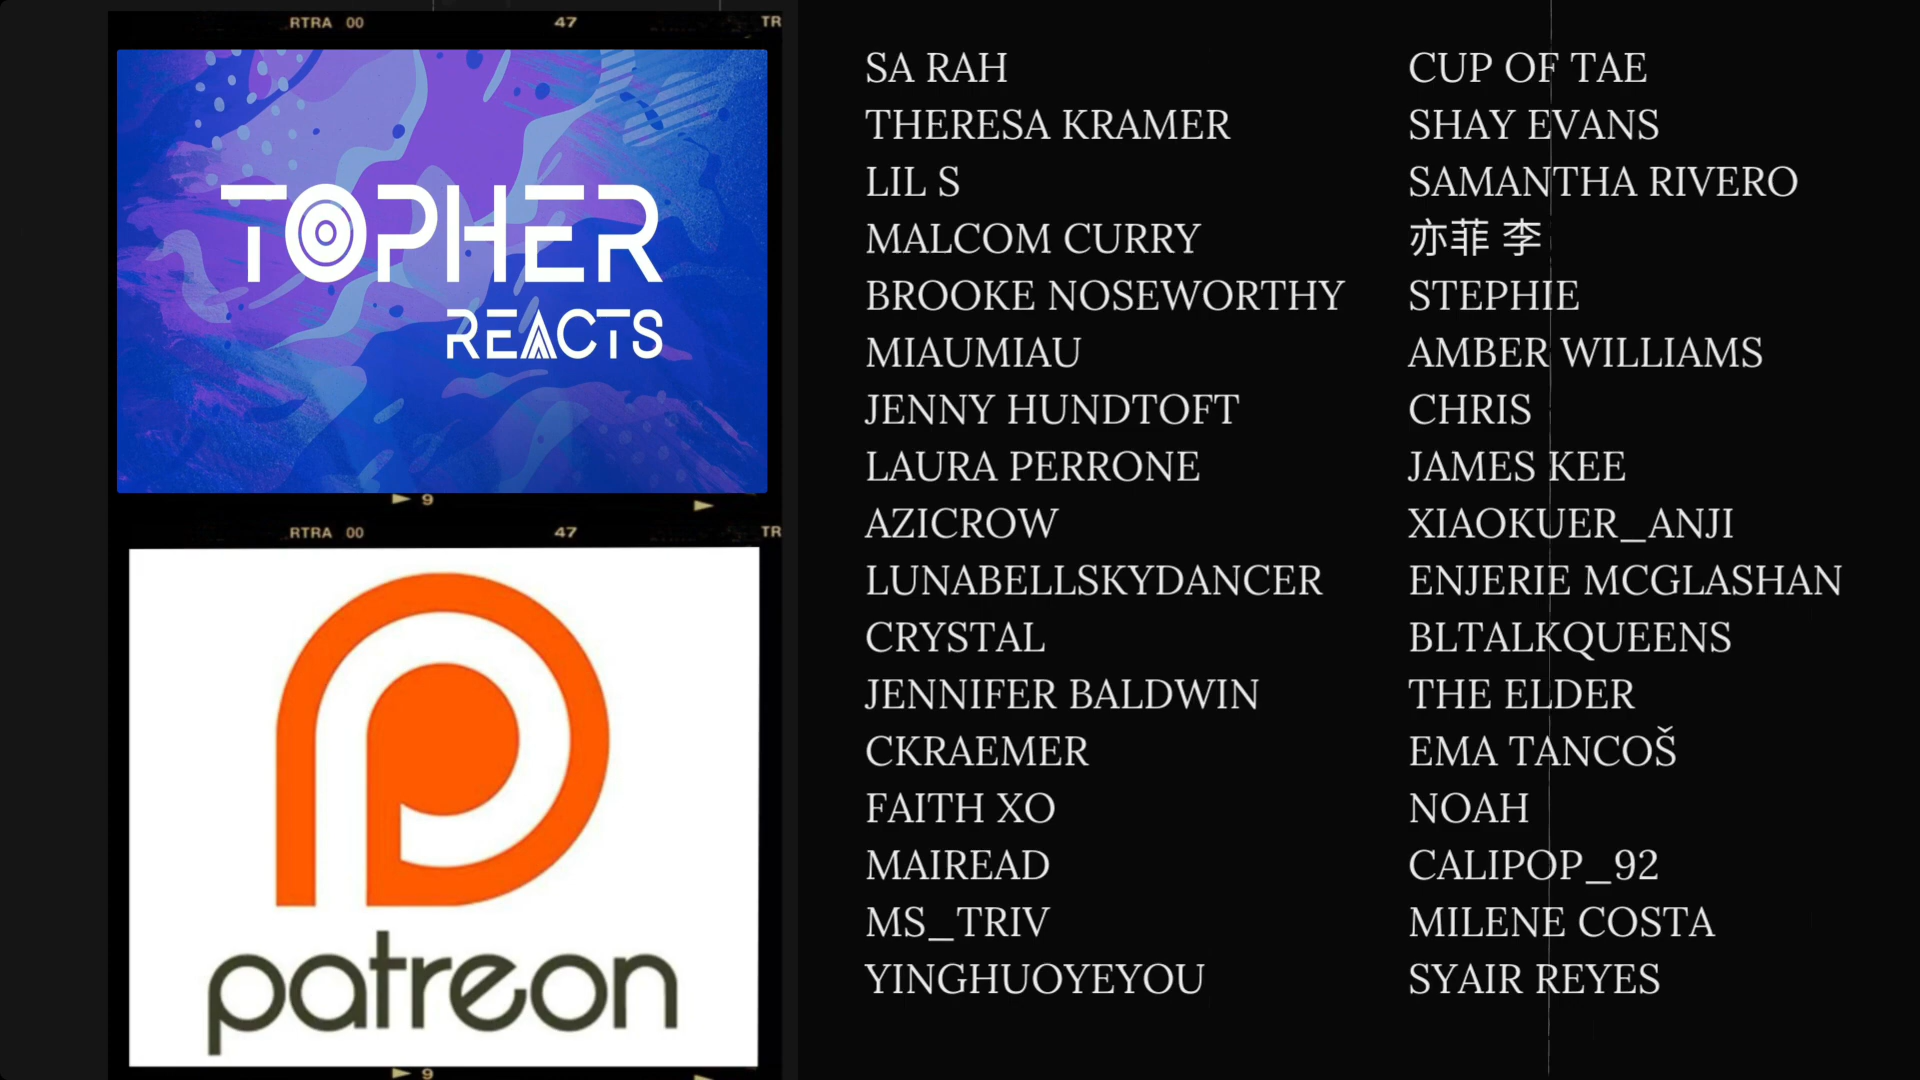 RTRA 00 47 TR
TOPHER
REACTS
9
RTRA 00 47 TR
patreon
9
SA RAH
THERESA KRAMER
LIL S
MALCOM CURRY
BROOKE NOSEWORTHY
MIAUMIAU
JENNY HUNDTOFT
LAURA PERRONE
AZICROW
LUNABELLSKYDANCER
CRYSTAL
JENNIFER BALDWIN
CKRAEMER
FAITH XO
MAIREAD
MS_TRIV
YINGHUOYEYOU
CUP OF TAE
SHAY EVANS
SAMANTHA RIVERO
亦菲 李
STEPHIE
AMBER WILLIAMS
CHRIS
JAMES KEE
XIAOKUER_ANJI
ENJERIE MCGLASHAN
BLTALKQUEENS
THE ELDER
EMA TANCOŠ
NOAH
CALIPOP_92
MILENE COSTA
SYAIR REYES